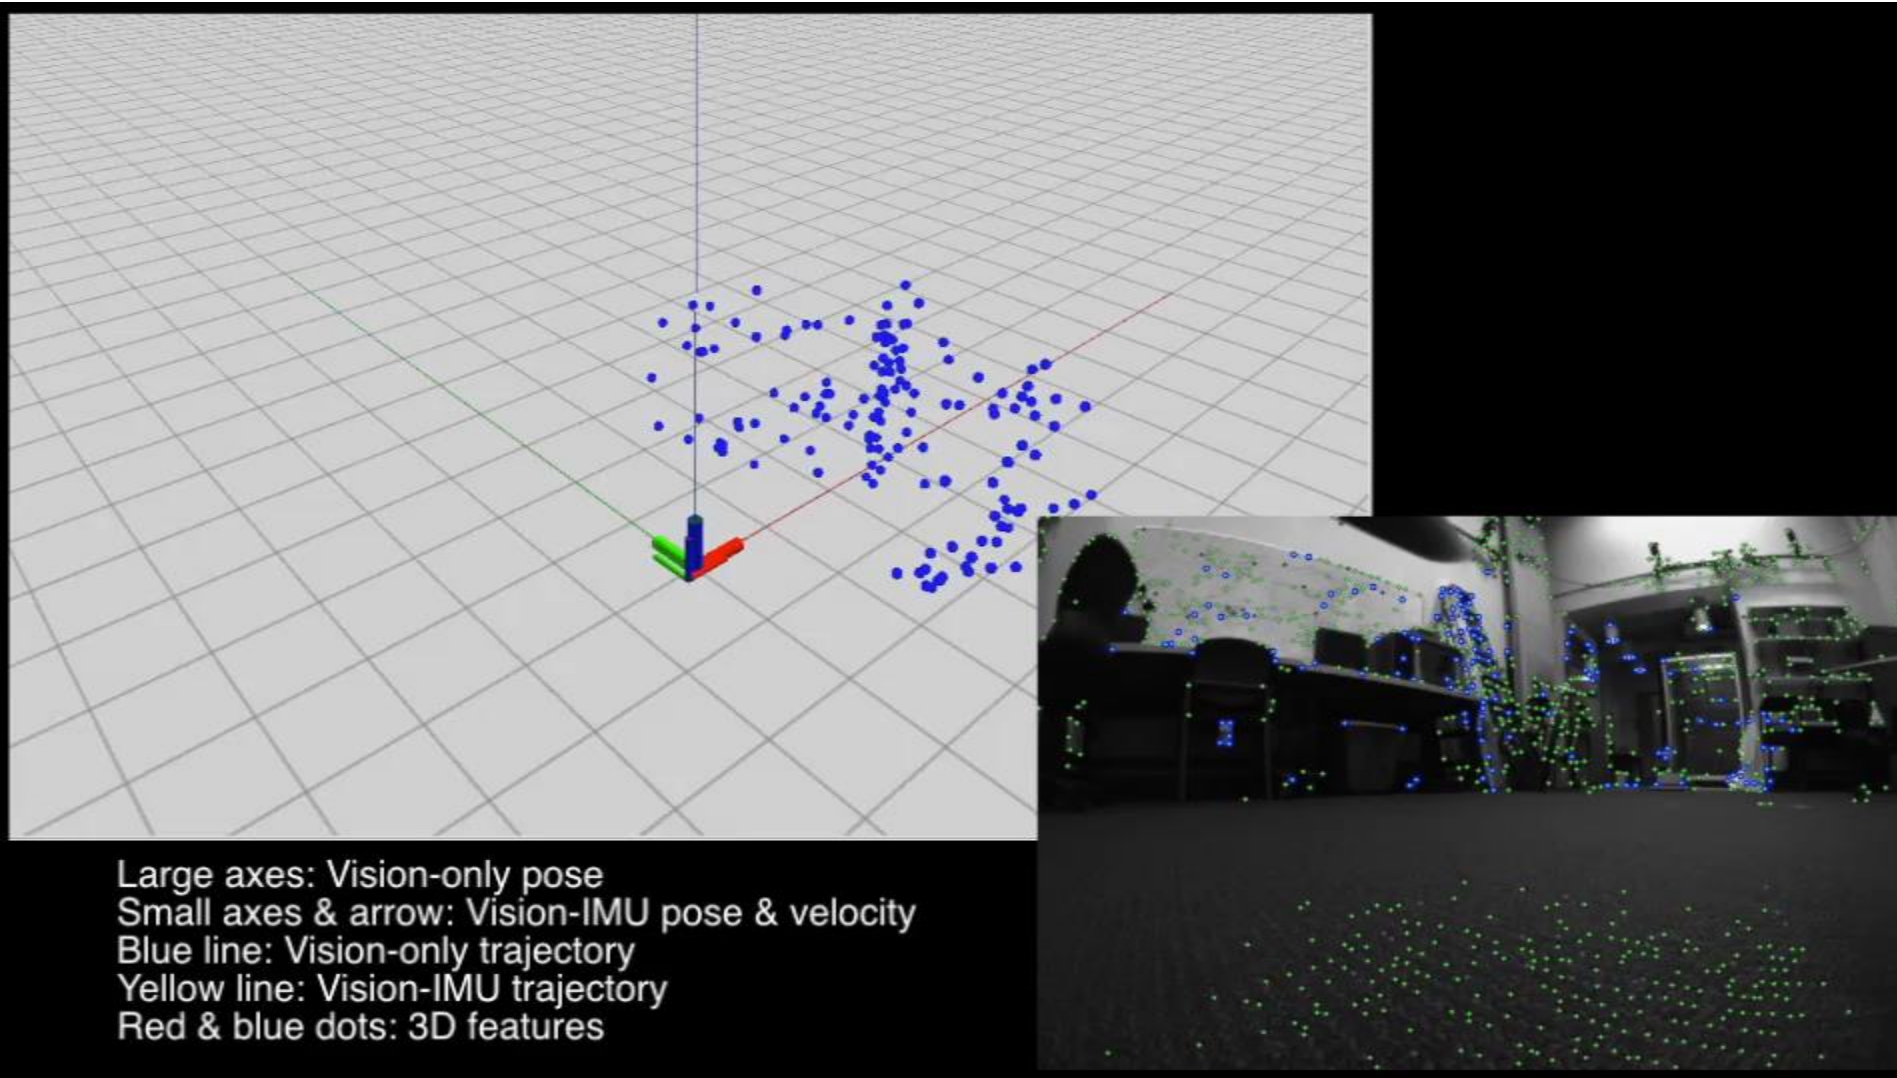 Large axes: Vision-only pose
Small axes & arrow: Vision-IMU pose & velocity
Blue line: Vision-only trajectory
Yellow line: Vision-IMU trajectory
Red & blue dots: 3D features